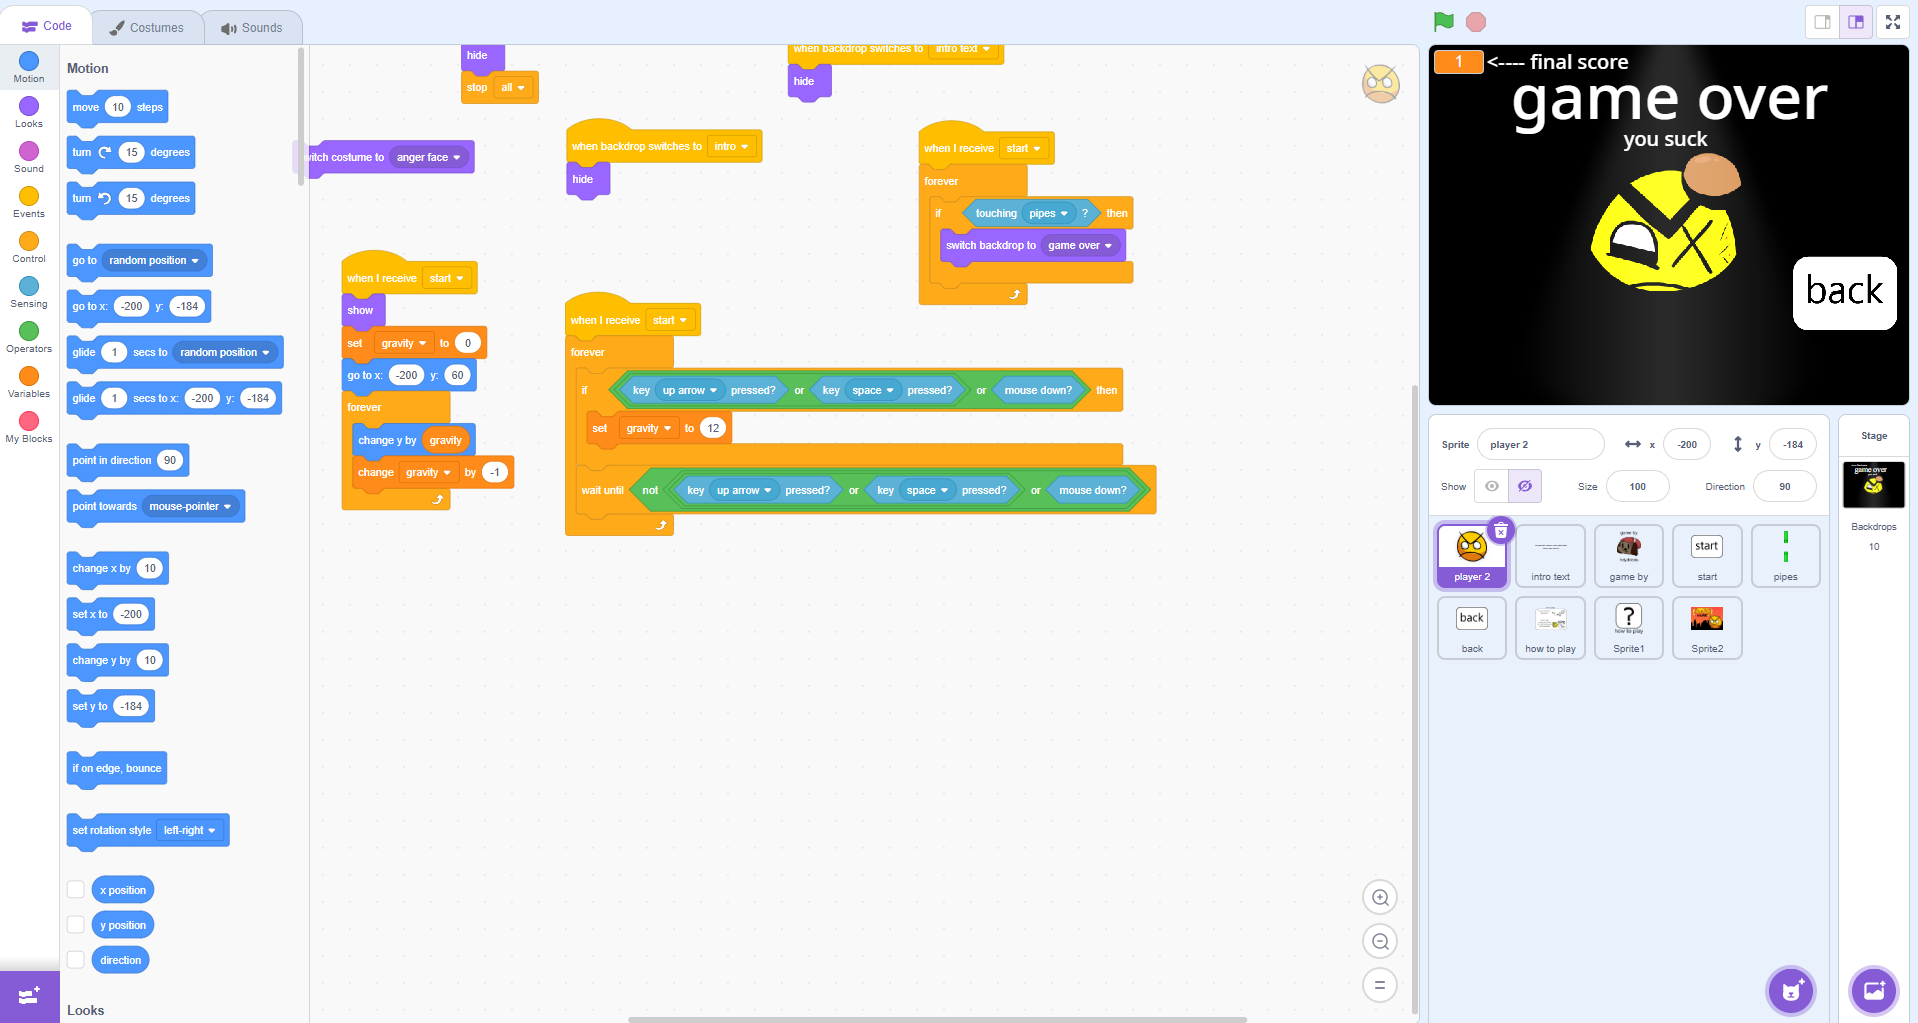 Code
Costumes
Sounds
Motion
Looks
Sound
Events
Control
Sensing
Operators
Variables
My Blocks
Motion
move 10 steps
turn 15 degrees
turn 15 degrees
go to random position
go to x: -200 y: -184
glide 1 secs to random position
glide 1 secs to x: -200 y: -184
point in direction 90
point towards mouse-pointer
change x by 10
set x to -200
change y by 10
set y to -184
if on edge, bounce
set rotation style left-right
x position
y position
direction
Looks
hide
stop all
when backdrop switches to intro text
hide
itch costume to anger face
when backdrop switches to intro
hide
when I receive start
forever
if touching pipes ? then
switch backdrop to game over
when I receive start
show
set gravity to 0
go to x: -200 y: 60
forever
change y by gravity
change gravity by -1
when I receive start
forever
if key up arrow pressed? or key space pressed? or mouse down? then
set gravity to 12
wait until not key up arrow pressed? or key space pressed? or mouse down?
1 <---- final score
game over
you suck
back
Sprite player 2 x -200 y -184
Show Size 100 Direction 90
player 2
intro text
game by
game by
start
start
pipes
back
back
how to play
?
how to play
Sprite1
Sprite2
Stage
game over
Backdrops
10